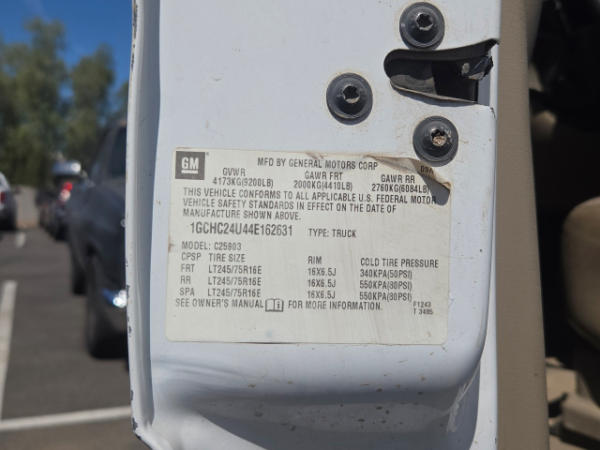 GM
MFD BY GENERAL MOTORS CORP
GVWR GAWR FRT GAWR RR
4173KG(9200LB) 2000KG(4410LB) 2760KG(6084LB)
THIS VEHICLE CONFORMS TO ALL APPLICABLE U.S. FEDERAL MOTOR
VEHICLE SAFETY STANDARDS IN EFFECT ON THE DATE OF
MANUFACTURE SHOWN ABOVE.
1GCHC24U44E162631 TYPE: TRUCK
MODEL: C25903
CPSP TIRE SIZE RIM COLD TIRE PRESSURE
FRT LT245/75R16E 16X6.5J 340KPA(50PSI)
RR LT245/75R16E 16X6.5J 550KPA(80PSI)
SPA LT245/75R16E 16X6.5J 550KPA(80PSI)
SEE OWNER'S MANUAL FOR MORE INFORMATION.
F1243
T 3485